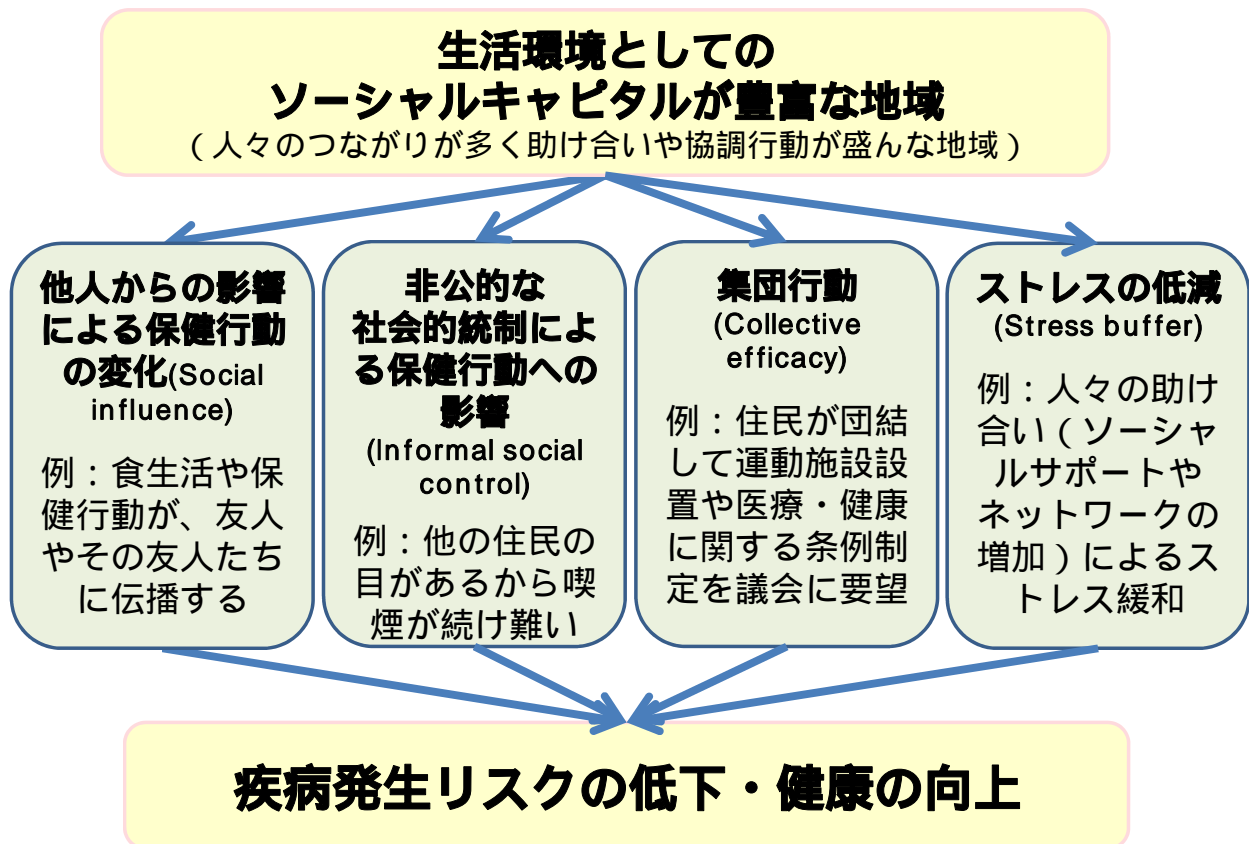 生活環境としての
ソーシャルキャピタルが豊富な地域
（人々のつながりが多く助け合いや協調行動が盛んな地域）
他人からの影響
による保健行動
の変化(Social
influence)
例：食生活や保
健行動が、友人
やその友人たち
に伝播する
非公的な
社会的統制によ
る保健行動への
影響
(Informal social
control)
例：他の住民の
目があるから喫
煙が続け難い
集団行動
(Collective
efficacy)
例：住民が団結
して運動施設設
置や医療・健康
に関する条例制
定を議会に要望
ストレスの低減
(Stress buffer)
例：人々の助け
合い（ソーシャ
ルサポートや
ネットワークの
増加）によるス
トレス緩和
疾病発生リスクの低下・健康の向上